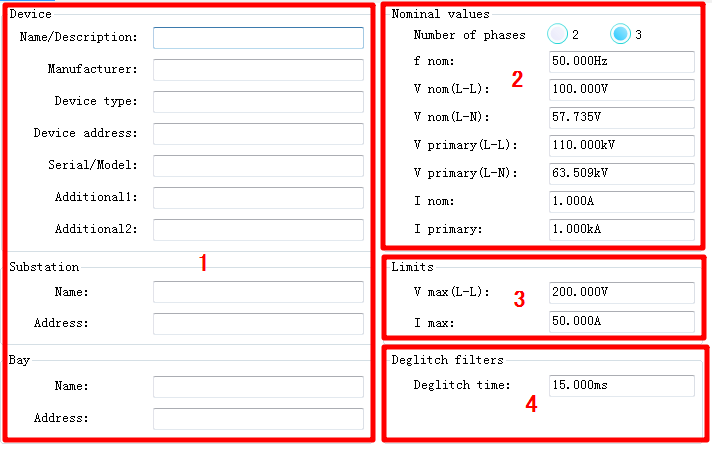 Device
Name/Description:
Manufacturer:
Device type:
Device address:
Serial/Model:
Additional1:
Additional2:
1
Substation
Name:
Address:
Bay
Name:
Address:
Nominal values
Number of phases 2 3
f nom: 50.000Hz
2
V nom(L-L): 100.000V
V nom(L-N): 57.735V
V primary(L-L): 110.000kV
V primary(L-N): 63.509kV
I nom: 1.000A
I primary: 1.000kA
Limits
V max(L-L): 200.000V
3
I max: 50.000A
Deglitch filters
Deglitch time: 15.000ms
4